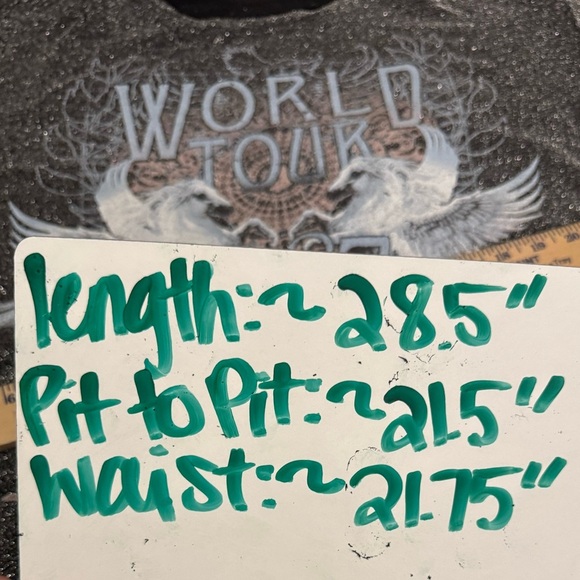 WORLD
TOUR
length: ~ 28.5"
Pit to Pit: ~ 21.5"
Waist: ~ 21.75"